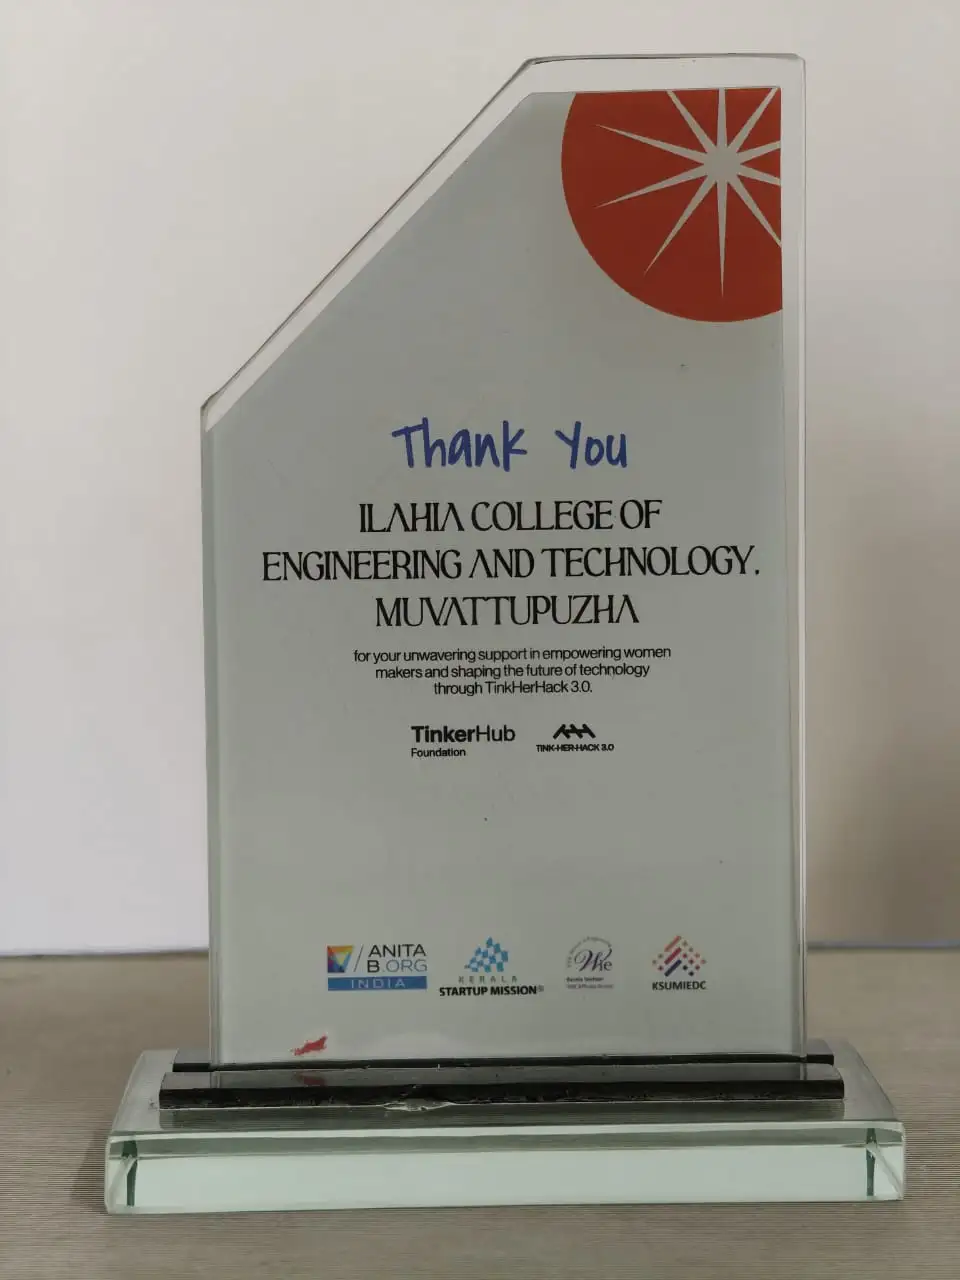 Thank You
ILAHIA COLLEGE OF
ENGINEERING AND TECHNOLOGY.
MUVATTUPUZHA
for your unwavering support in empowering women
makers and shaping the future of technology
through TinkHerHack 3.0.
TinkerHub
Foundation
TINK-HER-HACK 3.0
ANITA
B.ORG
INDIA
KERALA
STARTUP MISSION
Wie
KSUMIEDC